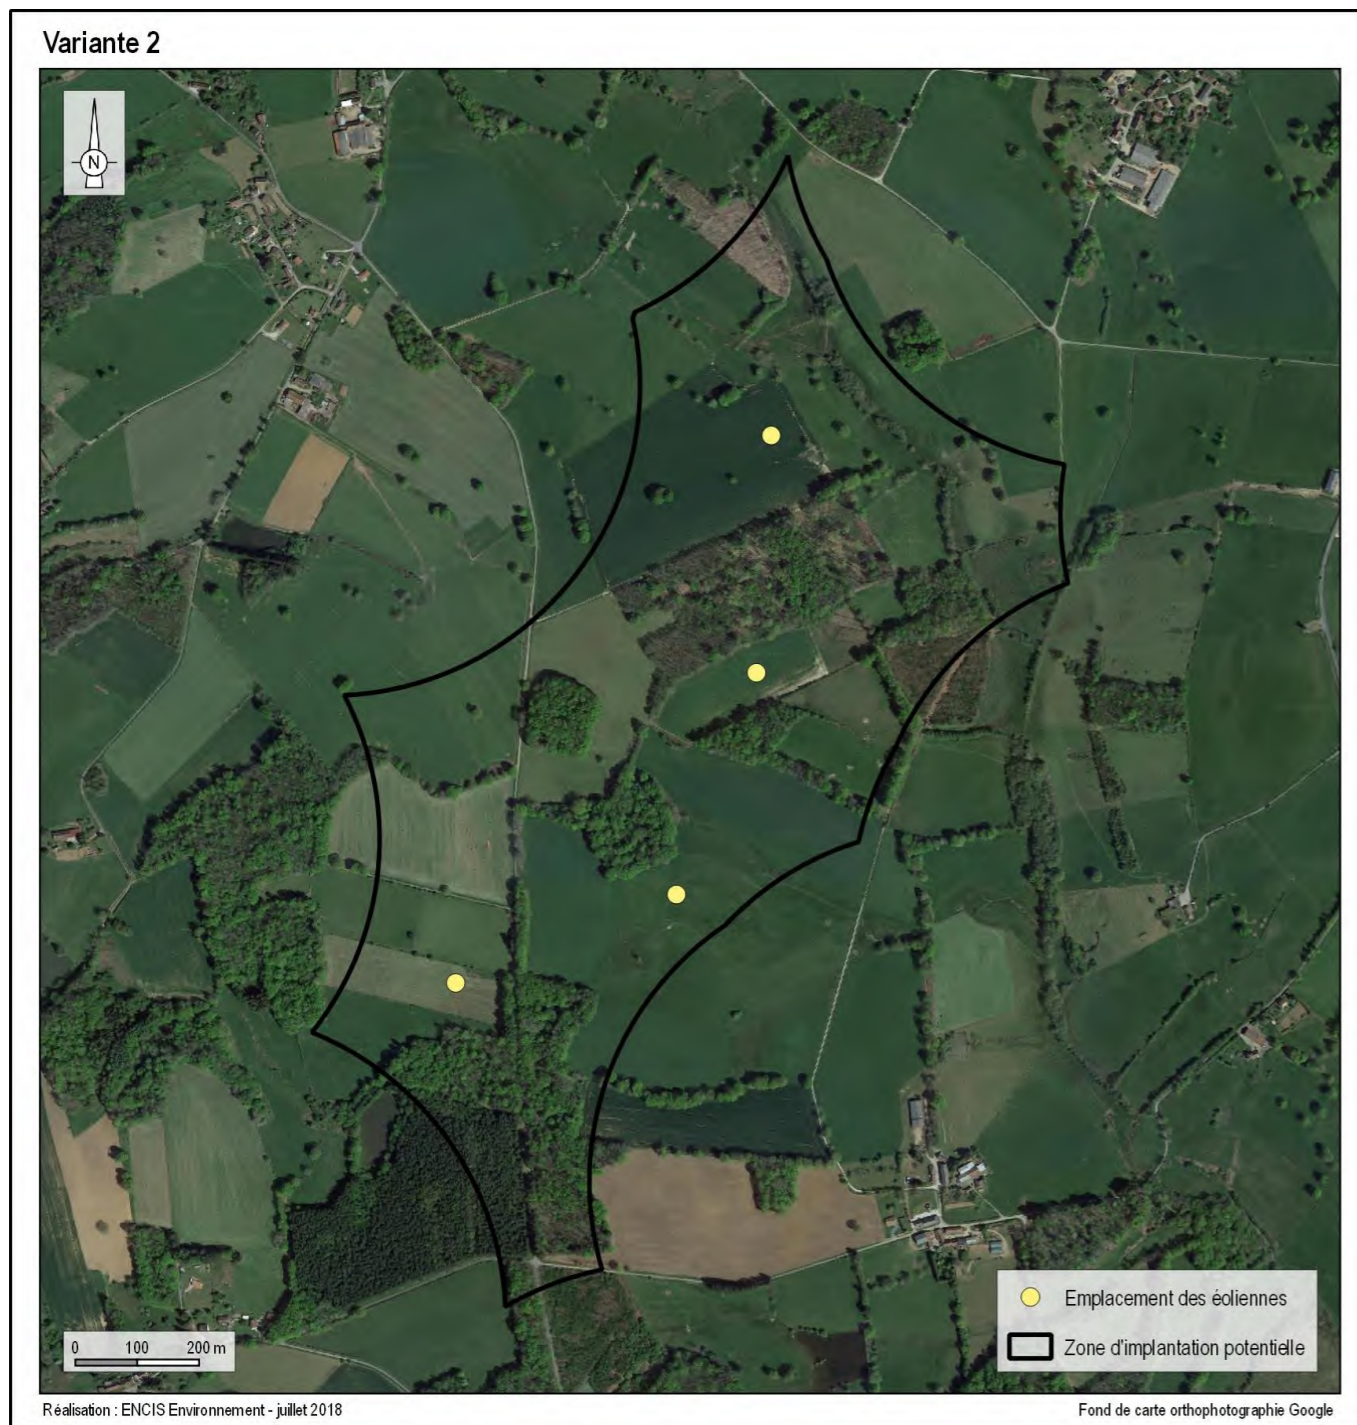 Variante 2
N
Emplacement des éoliennes
Zone d'implantation potentielle
0 100 200 m
Réalisation : ENCIS Environnement - juillet 2018
Fond de carte orthophotographie Google